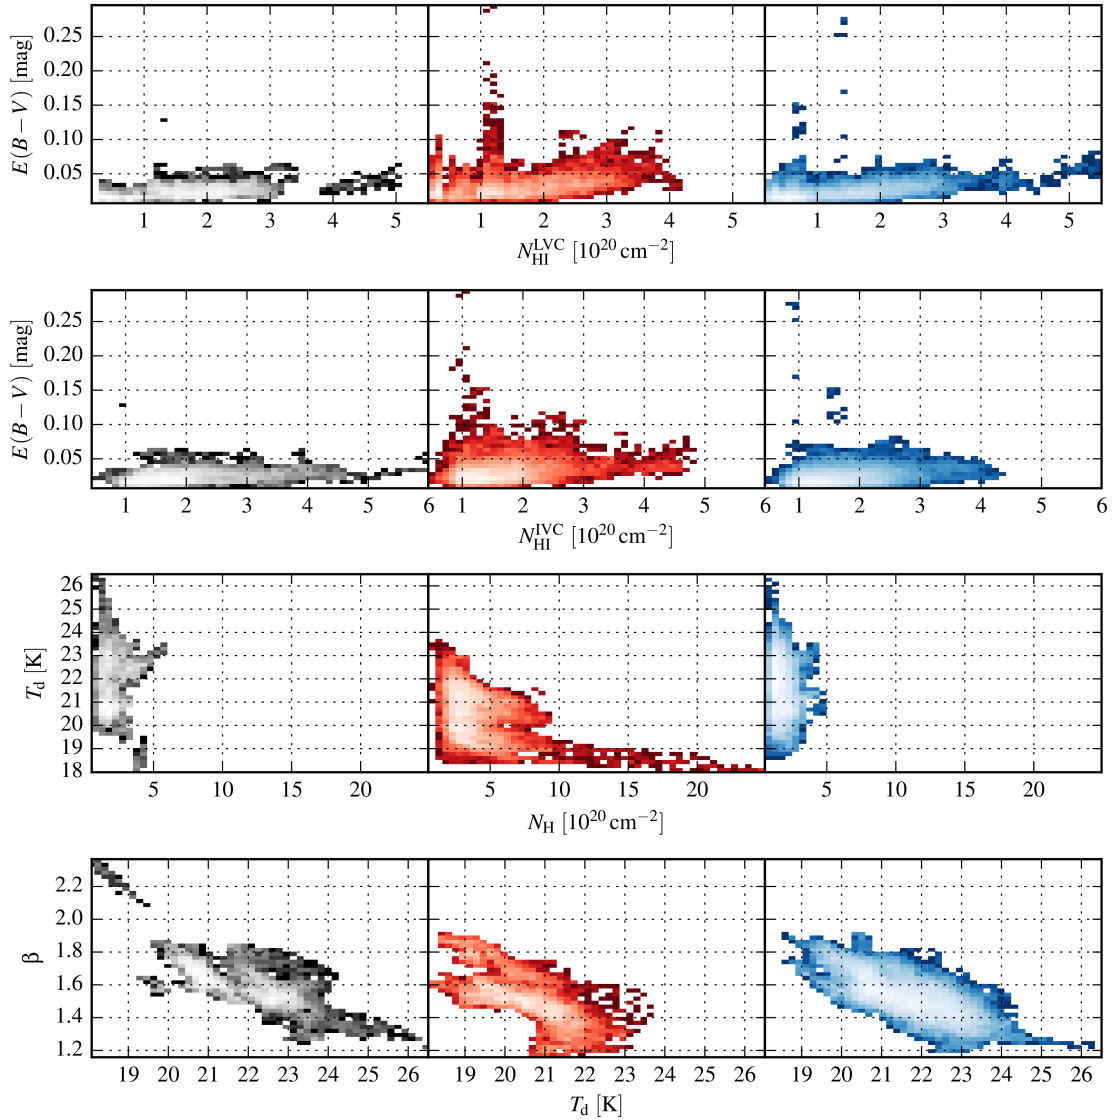 0.25
0.20
0.15
0.10
0.05
E(B − V) [mag]
1 2 3 4 5 1 2 3 4 5 1 2 3 4 5
N_HI^LVC [10^20 cm^−2]
0.25
0.20
0.15
0.10
0.05
E(B − V) [mag]
1 2 3 4 5 6 1 2 3 4 5 6 1 2 3 4 5 6
N_HI^IVC [10^20 cm^−2]
26
25
24
23
22
21
20
19
18
T_d [K]
5 10 15 20 5 10 15 20 5 10 15 20
N_H [10^20 cm^−2]
2.2
2.0
1.8
1.6
1.4
1.2
β
19 20 21 22 23 24 25 26 19 20 21 22 23 24 25 26 19 20 21 22 23 24 25 26
T_d [K]